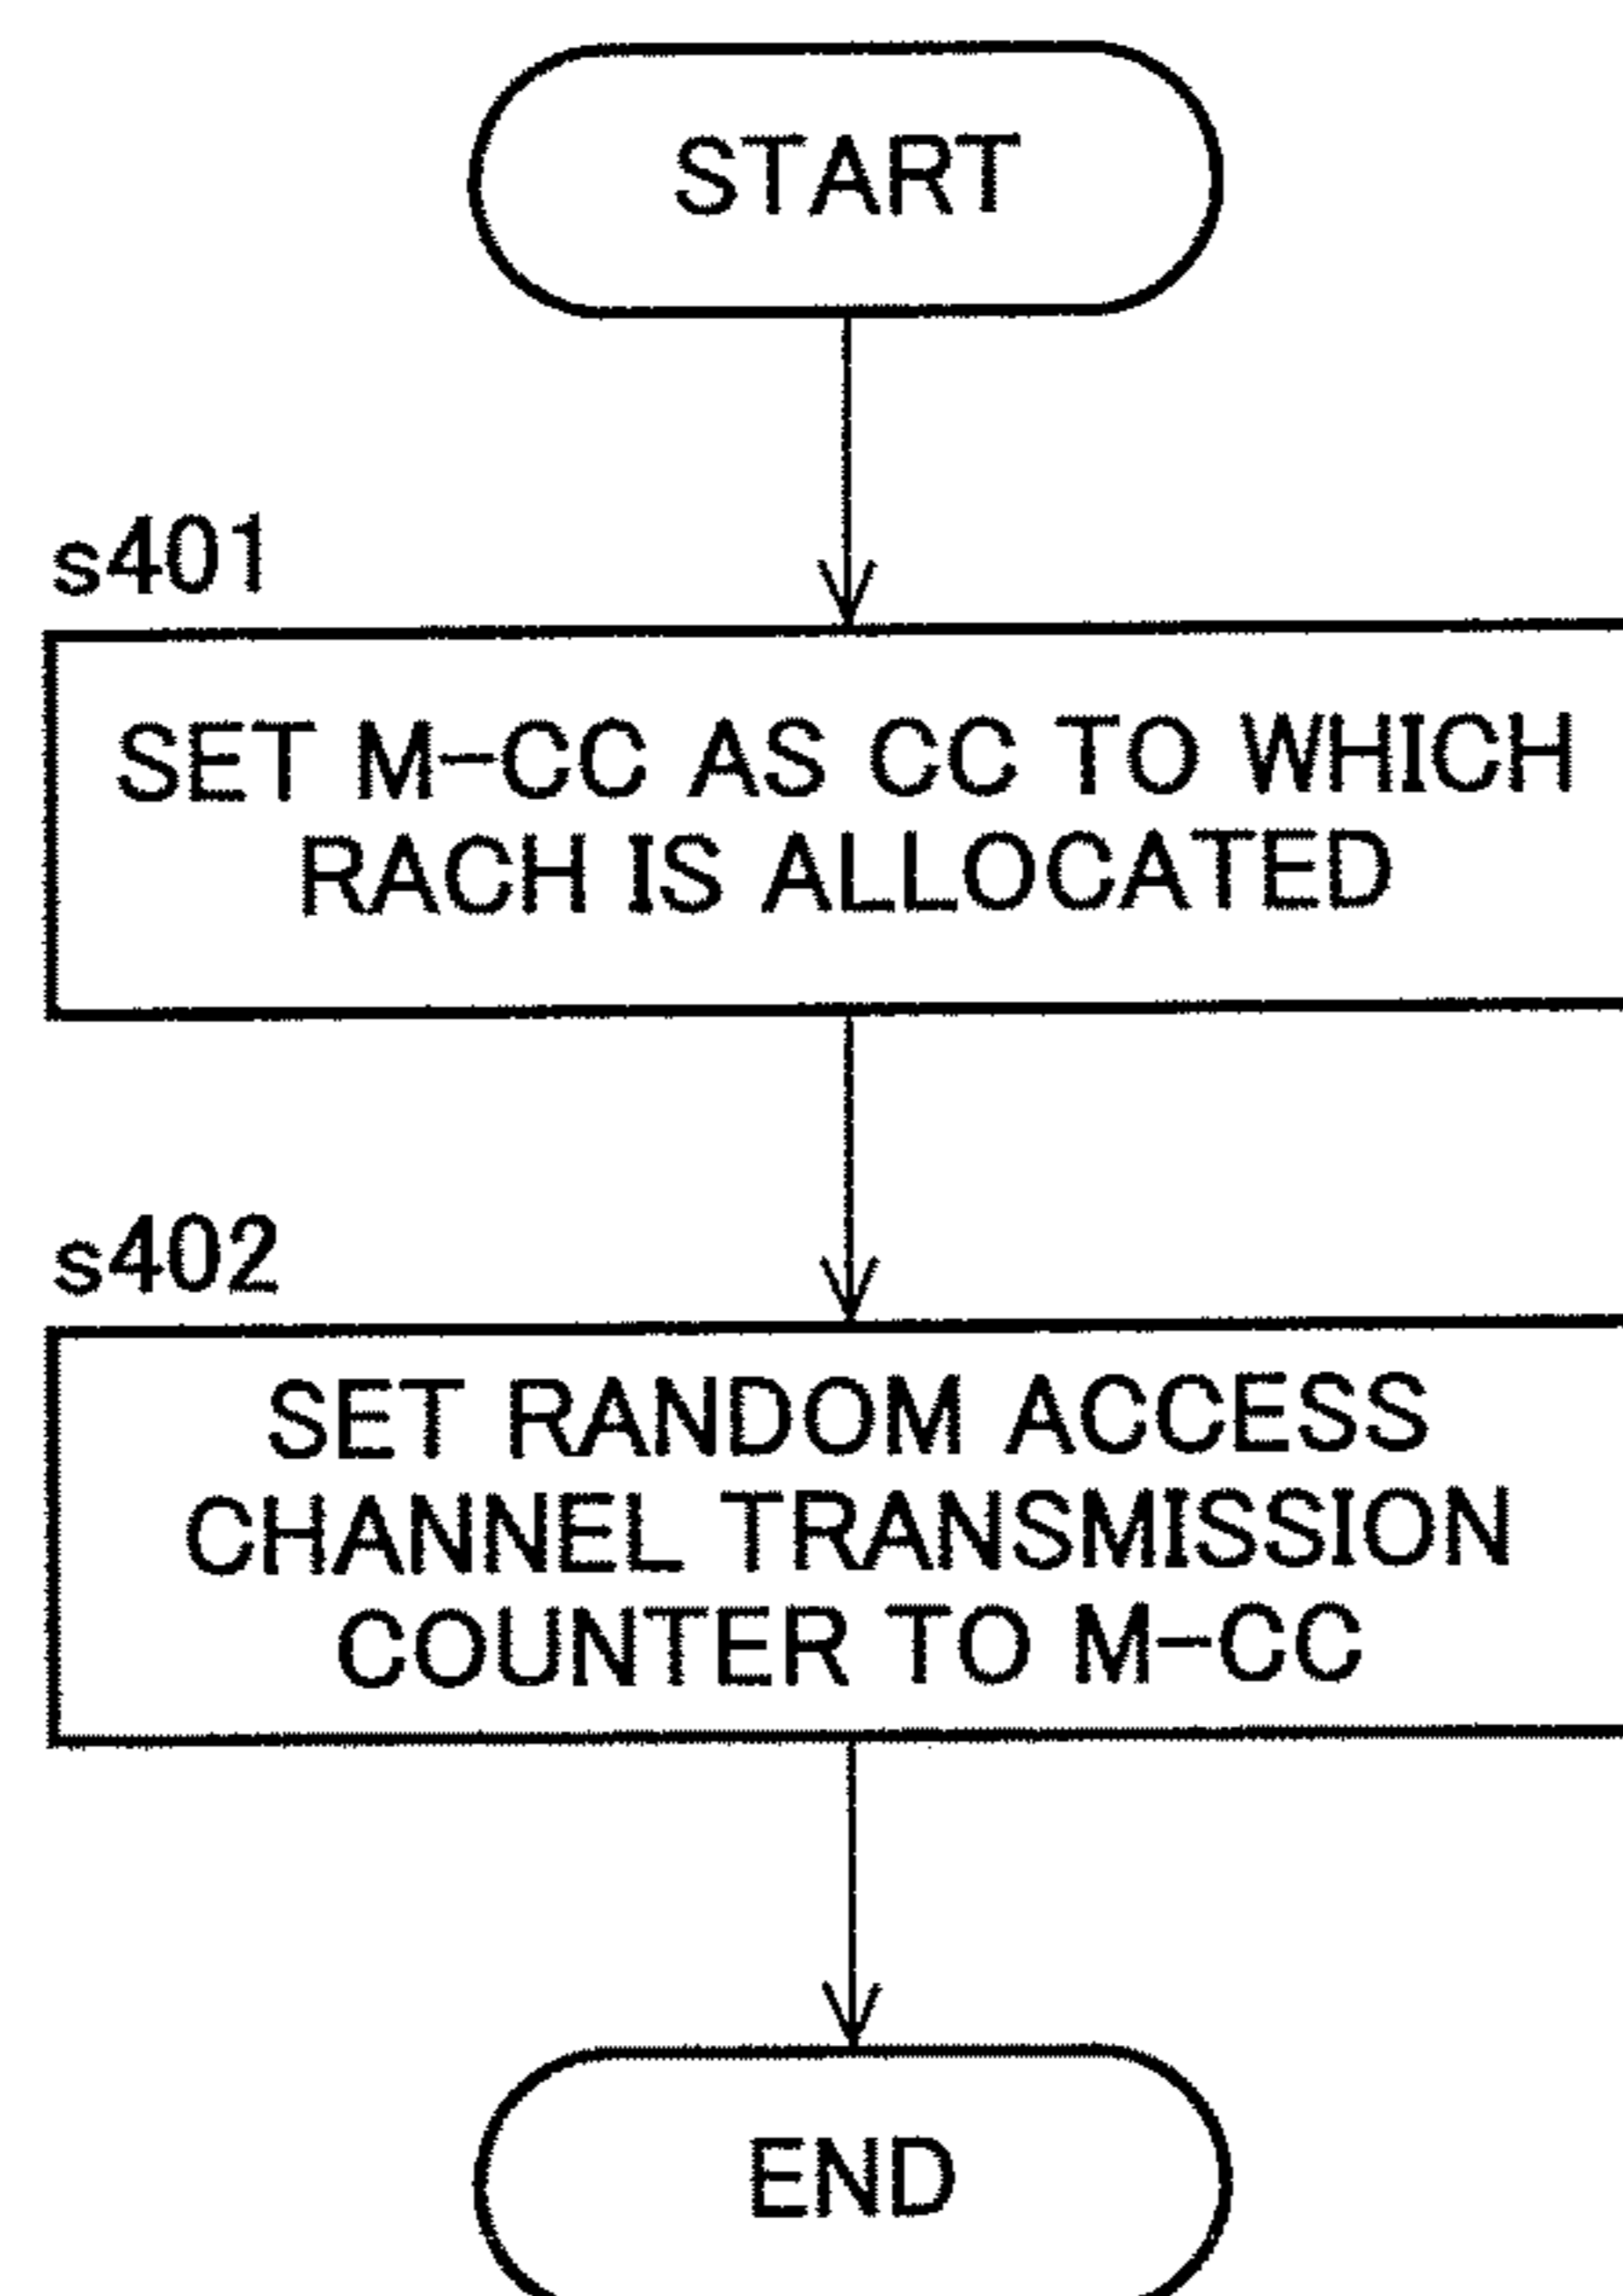 START
s401
SET M-CC AS CC TO WHICH
RACH IS ALLOCATED
s402
SET RANDOM ACCESS
CHANNEL TRANSMISSION
COUNTER TO M-CC
END